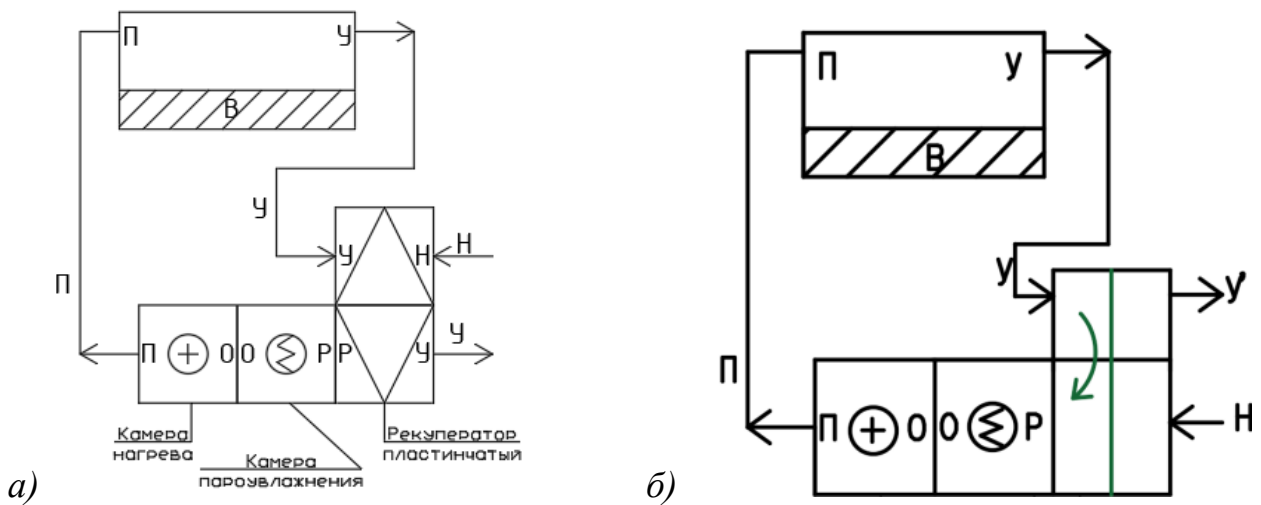 П У
В
У
П
У Н Н
П О О Р Р У У
Камера
нагрева
Камера
пароувлажнения
Рекуператор
пластинчатый
а)
П У
В
У У'
П
П О О Р Н
б)